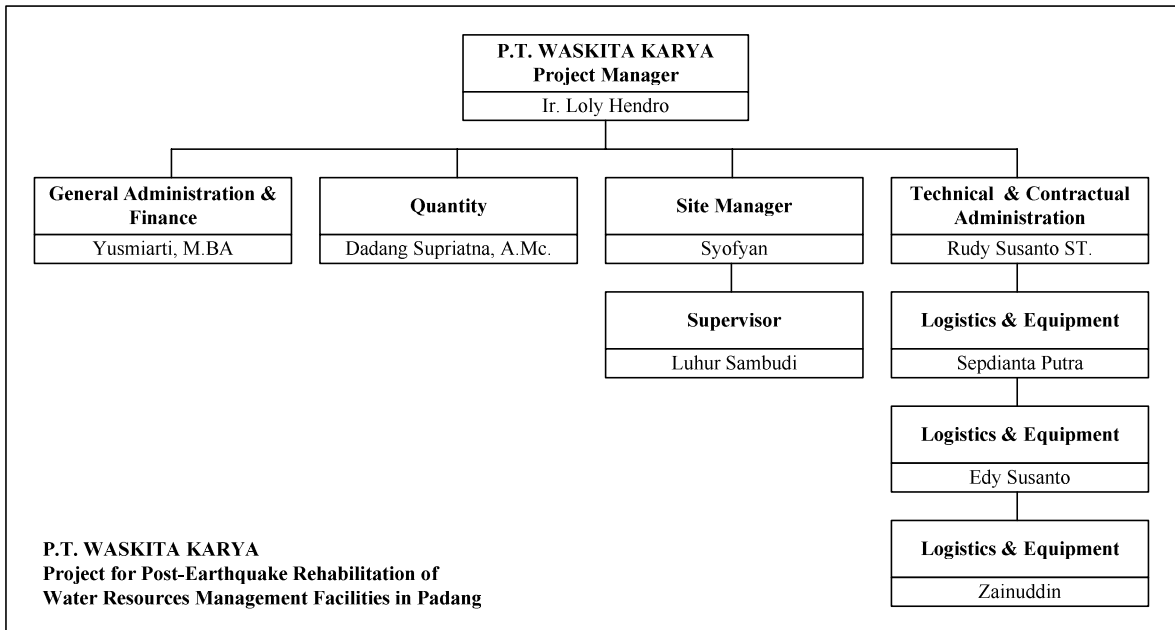 P.T. WASKITA KARYA
Project Manager
Ir. Loly Hendro
General Administration &
Finance
Yusmiarti, M.BA
Quantity
Dadang Supriatna, A.Mc.
Site Manager
Syofyan
Technical & Contractual
Administration
Rudy Susanto ST.
Supervisor
Luhur Sambudi
Logistics & Equipment
Sepdianta Putra
Logistics & Equipment
Edy Susanto
Logistics & Equipment
Zainuddin
P.T. WASKITA KARYA
Project for Post-Earthquake Rehabilitation of
Water Resources Management Facilities in Padang